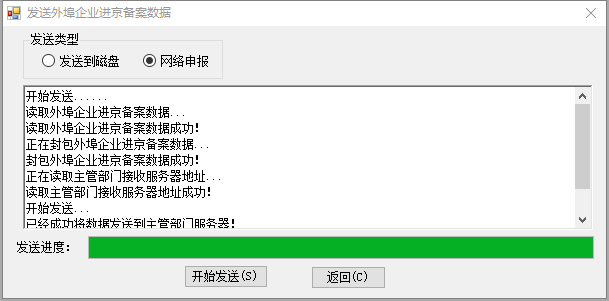 发送外埠企业进京备案数据
发送类型
发送到磁盘 网络申报
开始发送......
读取外埠企业进京备案数据...
读取外埠企业进京备案数据成功!
正在封包外埠企业进京备案数据...
封包外埠企业进京备案数据成功!
正在读取主管部门接收服务器地址...
读取主管部门接收服务器地址成功!
开始发送...
已经成功将数据发送到主管部门服务器!
发送进度:
开始发送(S) 返回(C)